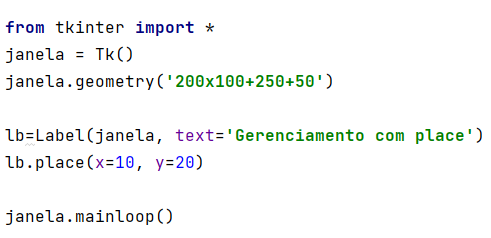 from tkinter import *
janela = Tk()
janela.geometry('200x100+250+50')
lb=Label(janela, text='Gerenciamento com place')
lb.place(x=10, y=20)
janela.mainloop()